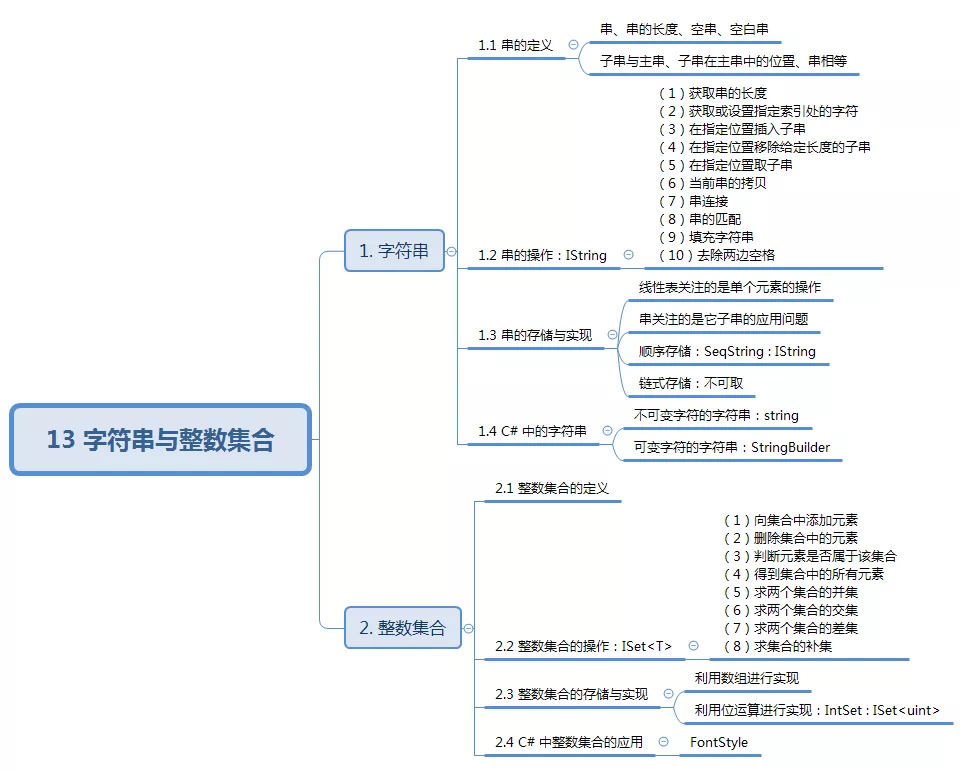 13 字符串与整数集合
1. 字符串
1.1 串的定义
串、串的长度、空串、空白串
子串与主串、子串在主串中的位置、串相等
1.2 串的操作：IString
（1）获取串的长度
（2）获取或设置指定索引处的字符
（3）在指定位置插入子串
（4）在指定位置移除给定长度的子串
（5）在指定位置取子串
（6）当前串的拷贝
（7）串连接
（8）串的匹配
（9）填充字符串
（10）去除两边空格
1.3 串的存储与实现
线性表关注的是单个元素的操作
串关注的是它子串的应用问题
顺序存储：SeqString : IString
链式存储：不可取
1.4 C# 中的字符串
不可变字符的字符串：string
可变字符的字符串：StringBuilder
2. 整数集合
2.1 整数集合的定义
2.2 整数集合的操作：ISet<T>
（1）向集合中添加元素
（2）删除集合中的元素
（3）判断元素是否属于该集合
（4）得到集合中的所有元素
（5）求两个集合的并集
（6）求两个集合的交集
（7）求两个集合的差集
（8）求集合的补集
2.3 整数集合的存储与实现
利用数组进行实现
利用位运算进行实现：IntSet : ISet<uint>
2.4 C# 中整数集合的应用
FontStyle